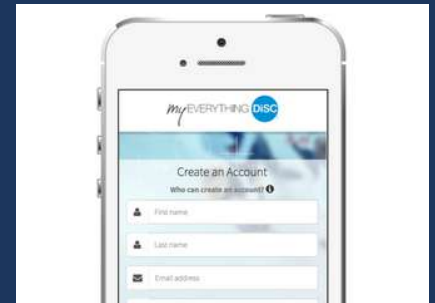 my EVERYTHING DiSC
Create an Account
Who can create an account?
First name
Last name
Email address